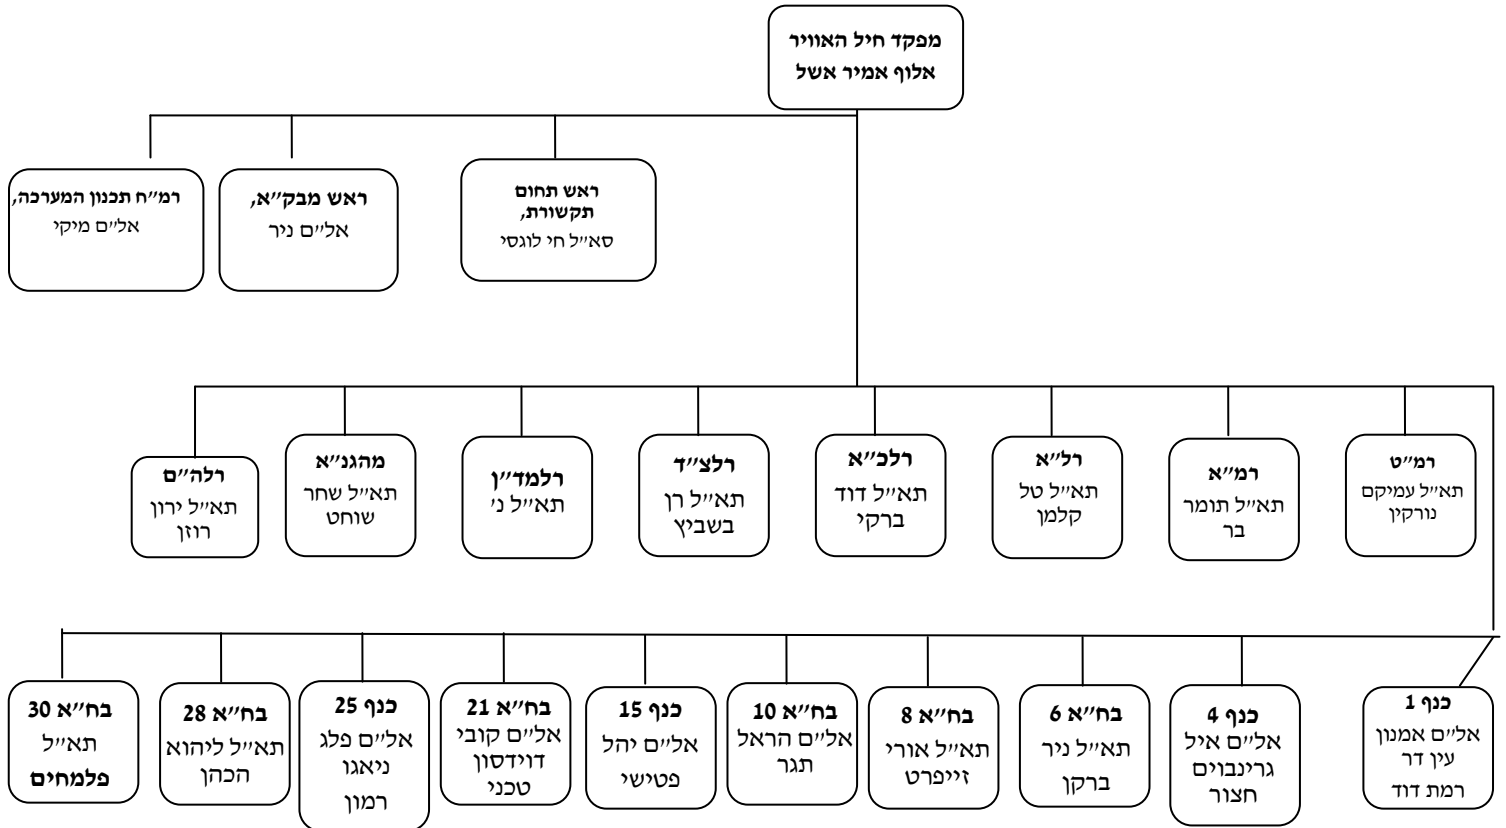 מפקד חיל האוויר
אלוף אמיר אשל
ראש תחום
תקשורת,
סא״ל חי לוגסי
ראש מבק״א,
אל״ם ניר
רמ״ח תכנון המערכה,
אל״ם מיקי
רמ״ט
תא״ל עמיקם
נורקין
רמ״א
תא״ל תומר
בר
רל״א
תא״ל טל
קלמן
רלכ״א
תא״ל דוד
ברקי
רלצ״ד
תא״ל רן
בשביץ
רלמד״ן
תא״ל נ׳
מהגנ״א
תא״ל שחר
שוחט
רלה״ם
תא״ל ירון
רוזן
כנף 1
אל״ם אמנון
עין דר
רמת דוד
כנף 4
אל״ם איל
גרינבוים
חצור
בח״א 6
תא״ל ניר
ברקן
בח״א 8
תא״ל אורי
זייפרט
בח״א 10
אל״ם הראל
תגר
כנף 15
אל״ם יהל
פטישי
בח״א 21
אל״ם קובי
דוידסון
טכני
כנף 25
אל״ם פלג
ניאגו
רמון
בח״א 28
תא״ל ליהוא
הכהן
בח״א 30
תא״ל
פלמחים